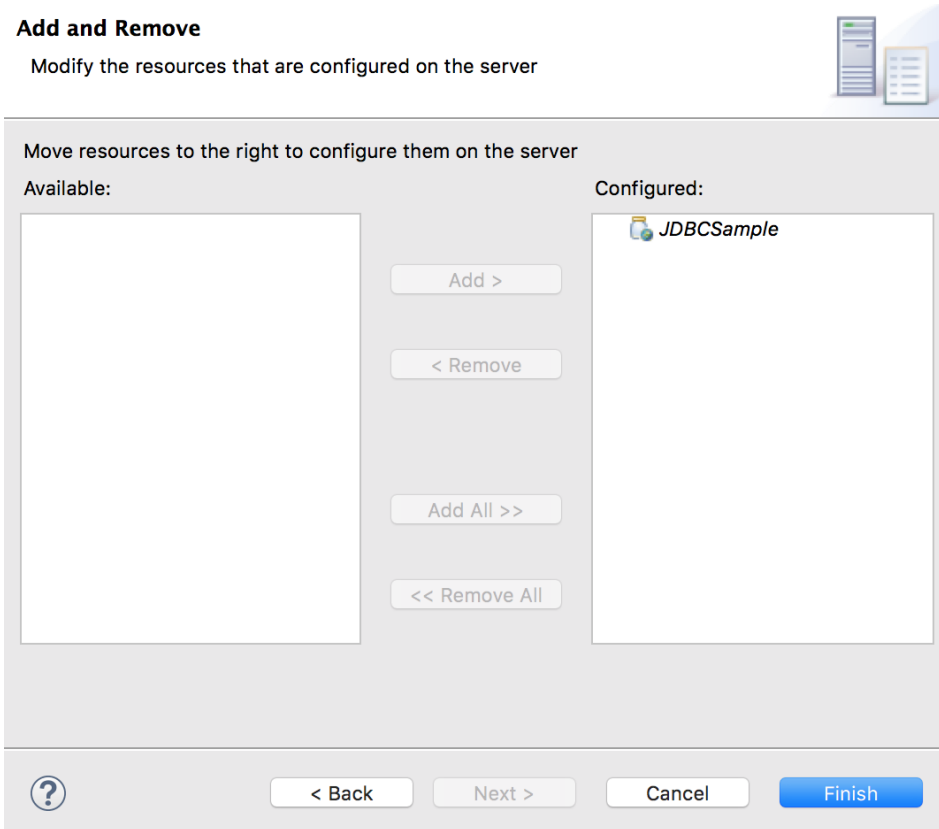 Add and Remove
Modify the resources that are configured on the server
Move resources to the right to configure them on the server
Available:
Configured:
JDBCSample
Add >
< Remove
Add All >>
<< Remove All
?
< Back
Next >
Cancel
Finish